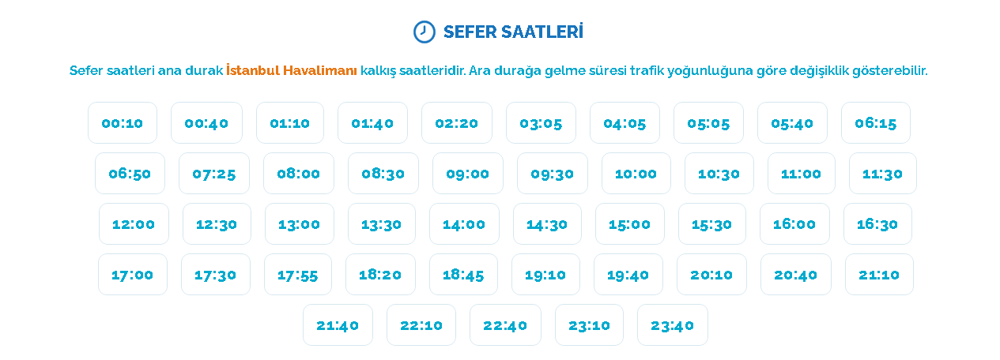 SEFER SAATLERİ
Sefer saatleri ana durak İstanbul Havalimanı kalkış saatleridir. Ara durağa gelme süresi trafik yoğunluğuna göre değişiklik gösterebilir.
00:10 00:40 01:10 01:40 02:20 03:05 04:05 05:05 05:40 06:15
06:50 07:25 08:00 08:30 09:00 09:30 10:00 10:30 11:00 11:30
12:00 12:30 13:00 13:30 14:00 14:30 15:00 15:30 16:00 16:30
17:00 17:30 17:55 18:20 18:45 19:10 19:40 20:10 20:40 21:10
21:40 22:10 22:40 23:10 23:40